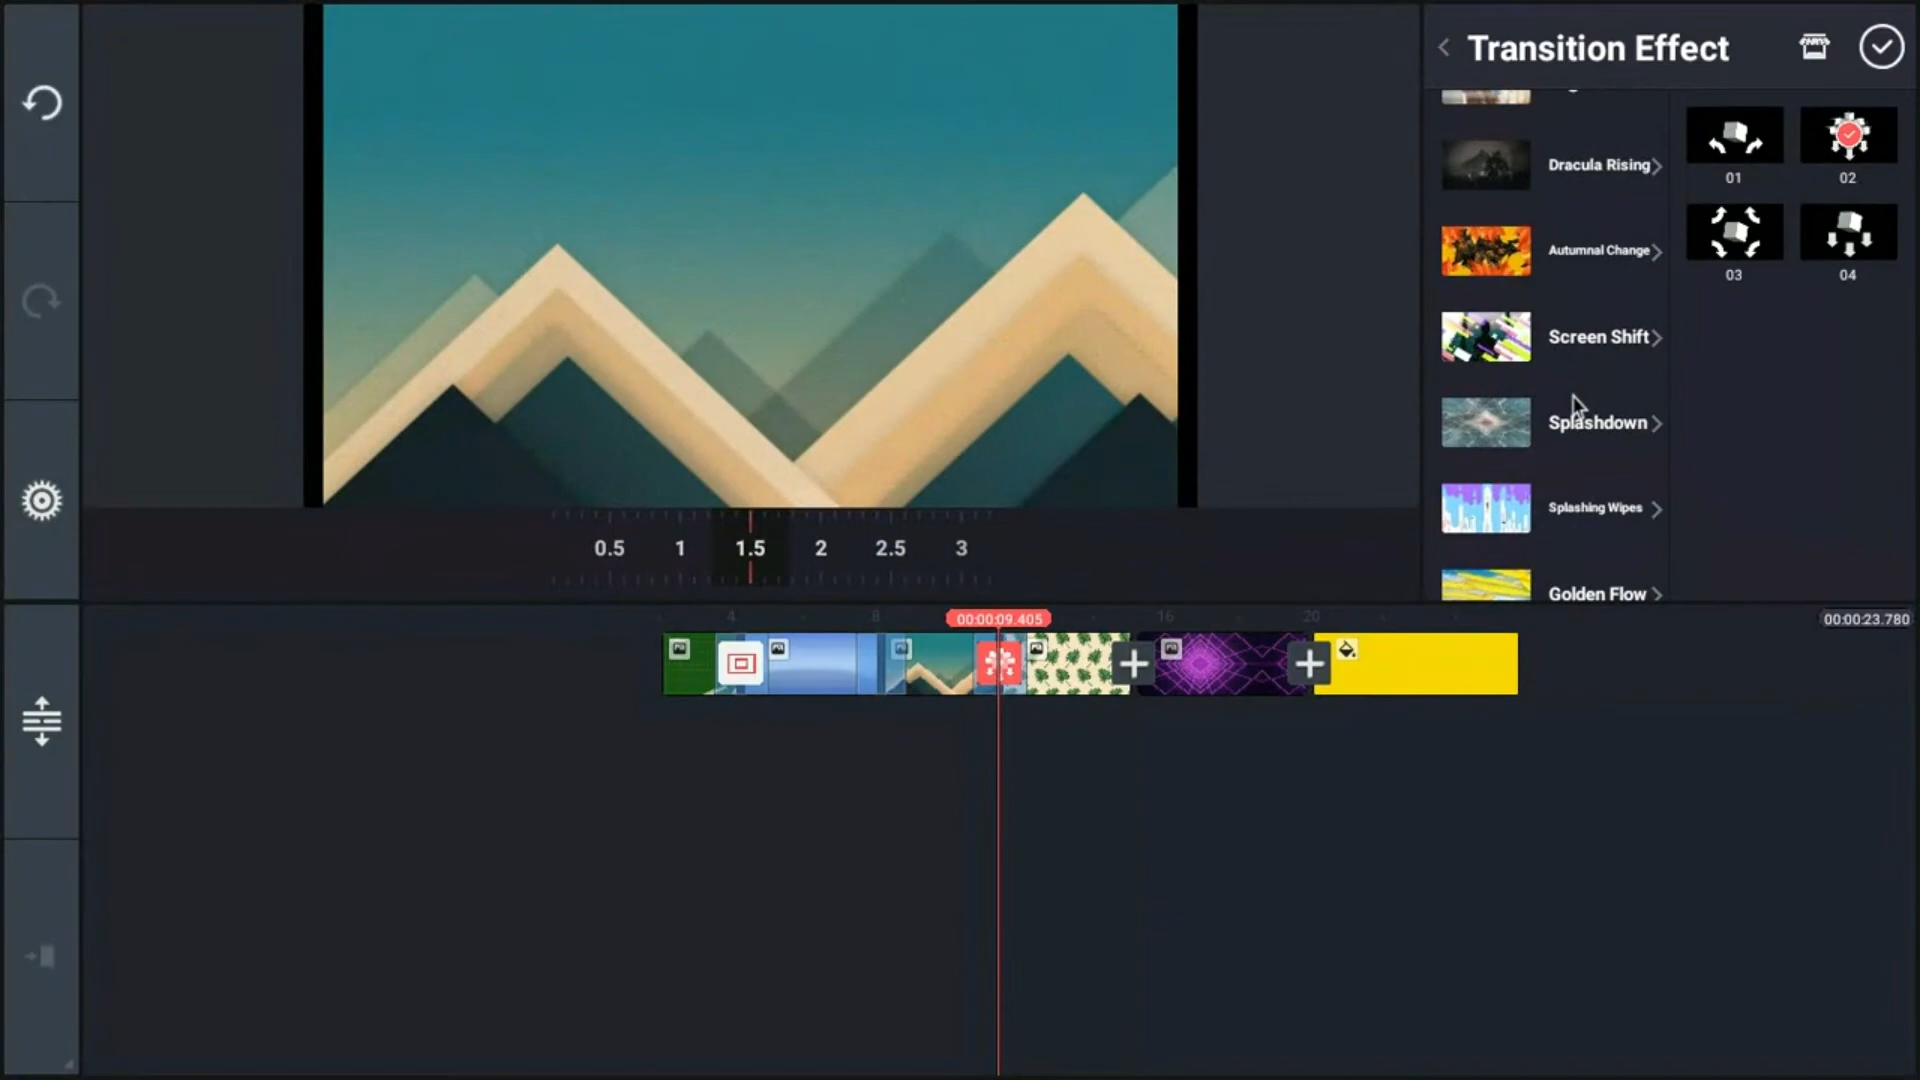 Transition Effect
Dracula Rising
01
02
Autumnal Change
03
04
Screen Shift
Splashdown
Splashing Wipes
Golden Flow
0.5 1 1.5 2 2.5 3
4 8 00:00:09.405 16 20 00:00:23.780